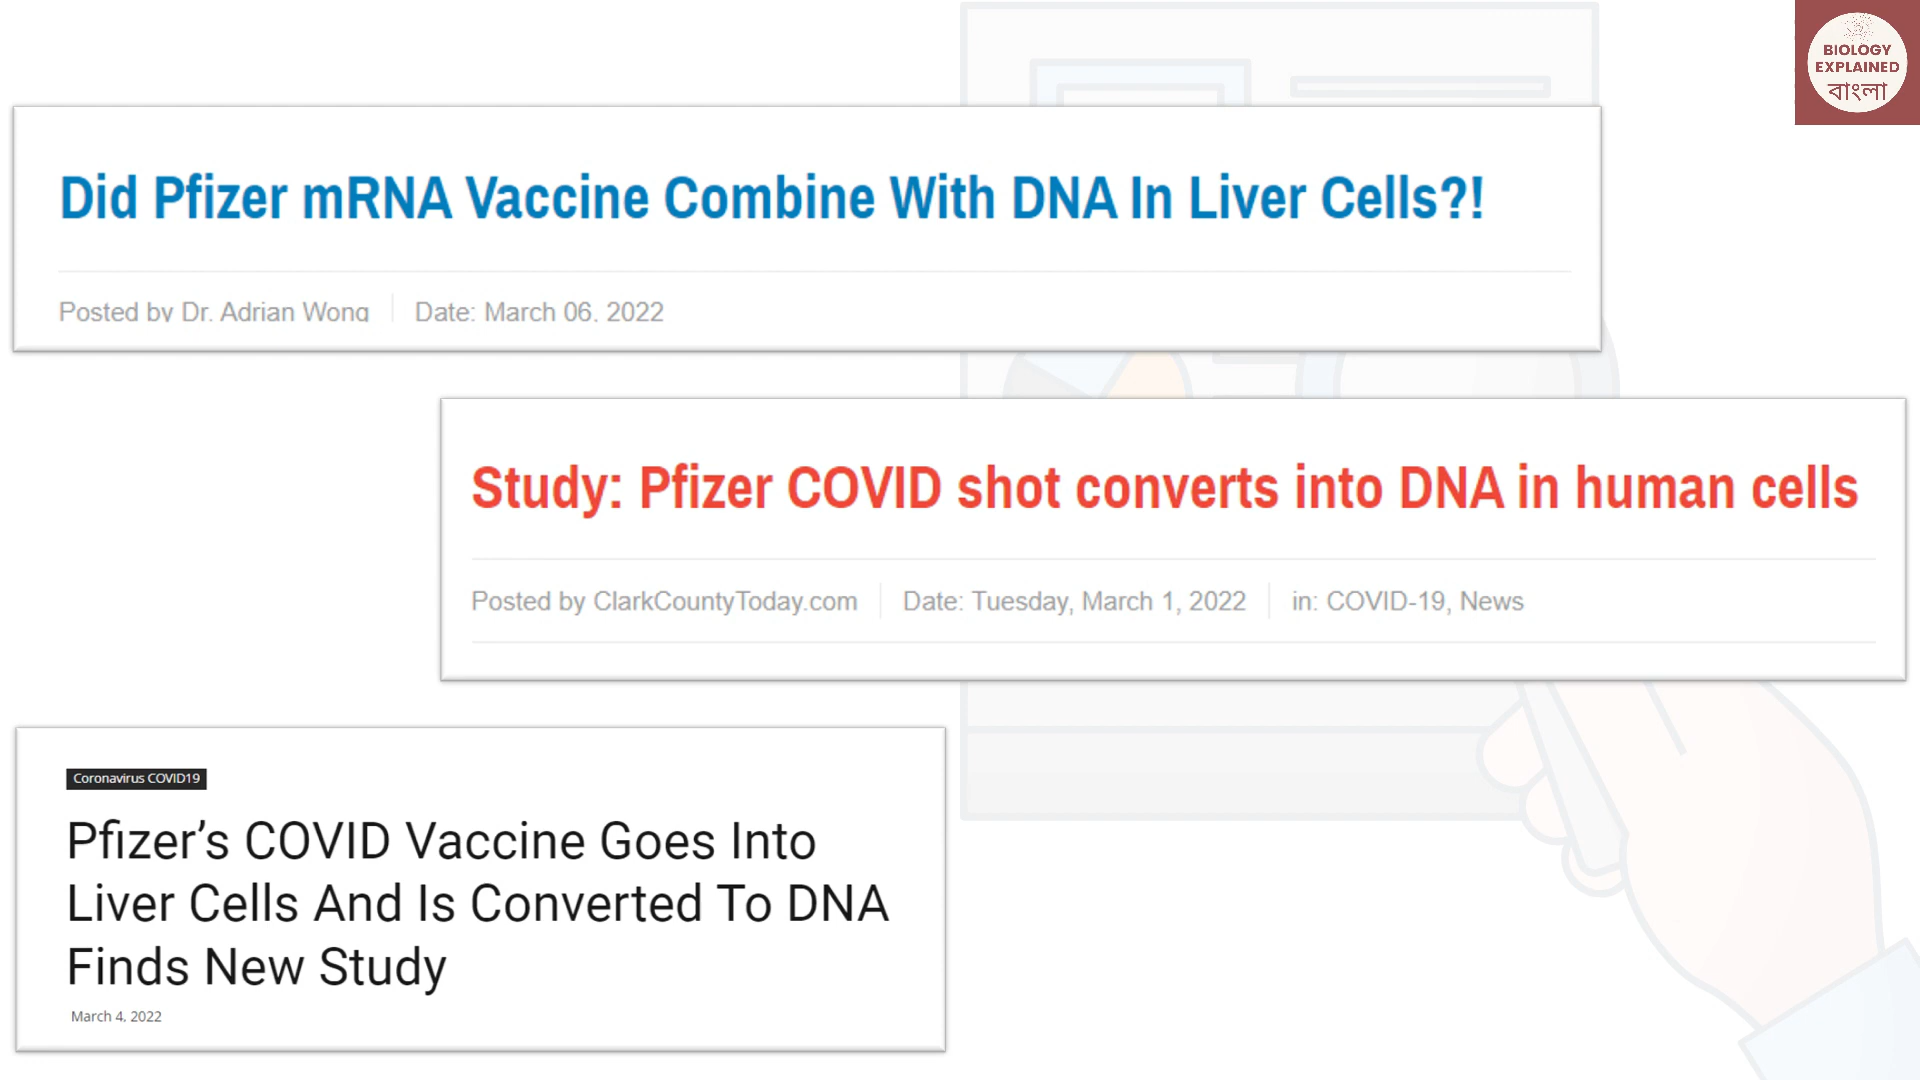 BIOLOGY
EXPLAINED
বাংলা
Did Pfizer mRNA Vaccine Combine With DNA In Liver Cells?!
Posted by Dr. Adrian Wong Date: March 06, 2022
Study: Pfizer COVID shot converts into DNA in human cells
Posted by ClarkCountyToday.com Date: Tuesday, March 1, 2022 in: COVID-19, News
Coronavirus COVID19
Pfizer’s COVID Vaccine Goes Into
Liver Cells And Is Converted To DNA
Finds New Study
March 4, 2022